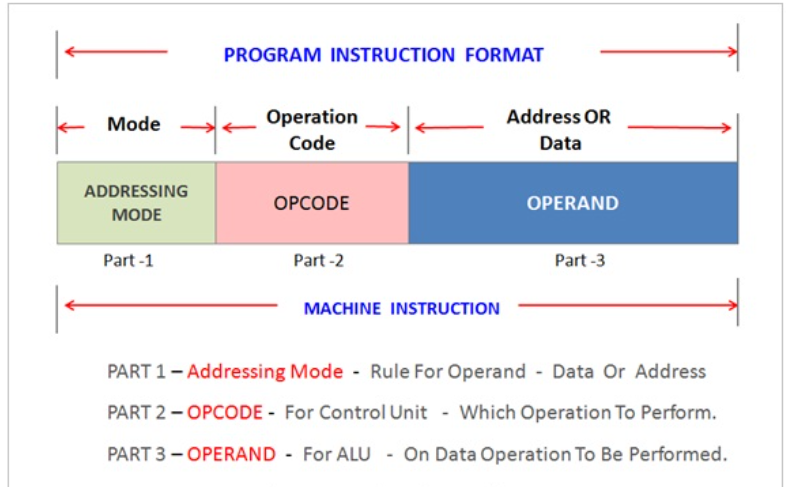 PROGRAM INSTRUCTION FORMAT
Mode
Operation
Code
Address OR
Data
ADDRESSING
MODE
OPCODE
OPERAND
Part -1
Part -2
Part -3
MACHINE INSTRUCTION
PART 1 – Addressing Mode - Rule For Operand - Data Or Address
PART 2 – OPCODE - For Control Unit - Which Operation To Perform.
PART 3 – OPERAND - For ALU - On Data Operation To Be Performed.